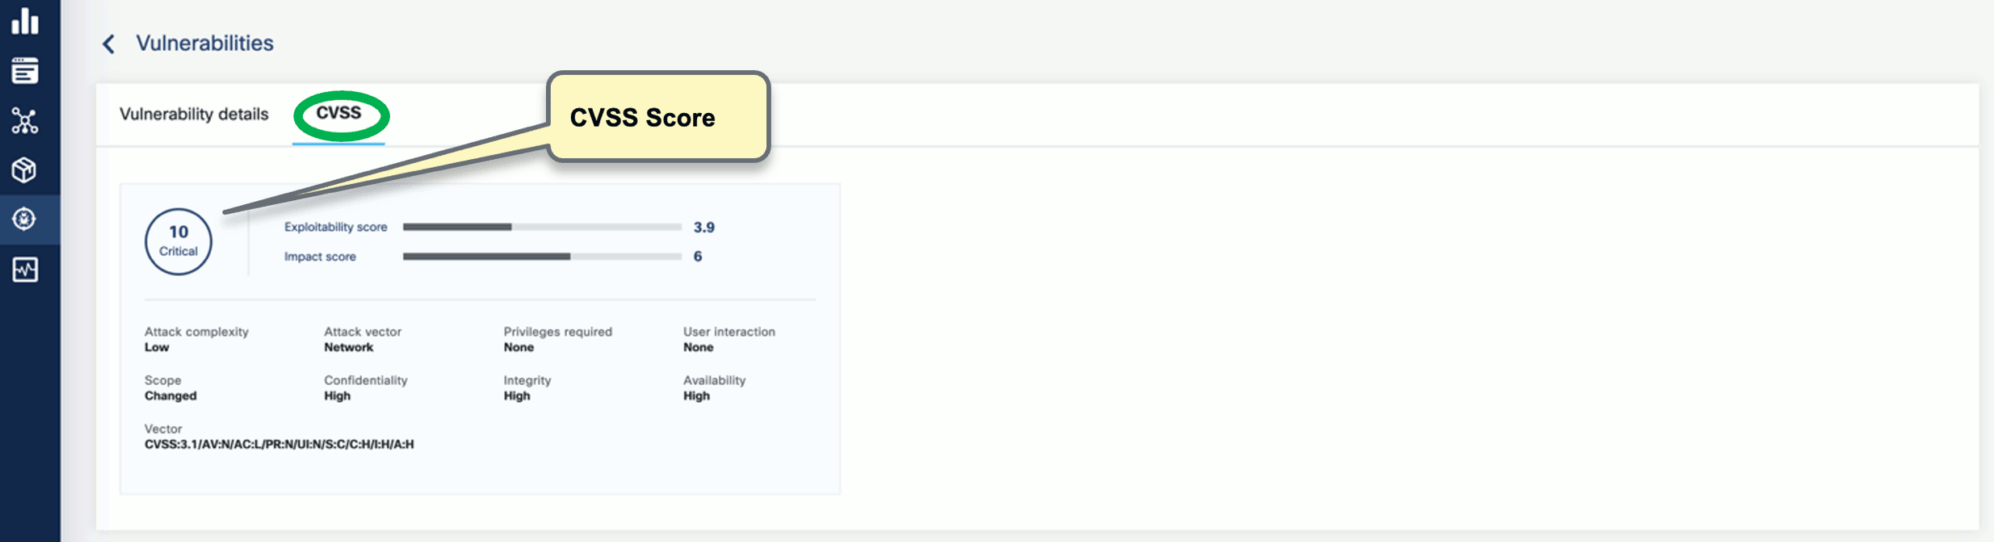 Vulnerabilities
Vulnerability details CVSS
CVSS Score
10
Critical
Exploitability score 3.9
Impact score 6
Attack complexity Attack vector Privileges required User interaction
Low Network None None
Scope Confidentiality Integrity Availability
Changed High High High
Vector
CVSS:3.1/AV:N/AC:L/PR:N/UI:N/S:C/C:H/I:H/A:H